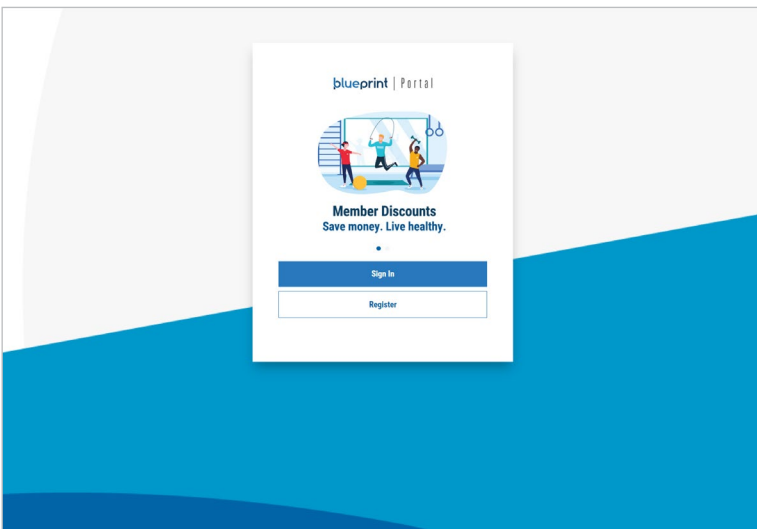 blueprint | Portal
Member Discounts
Save money. Live healthy.
Sign In
Register